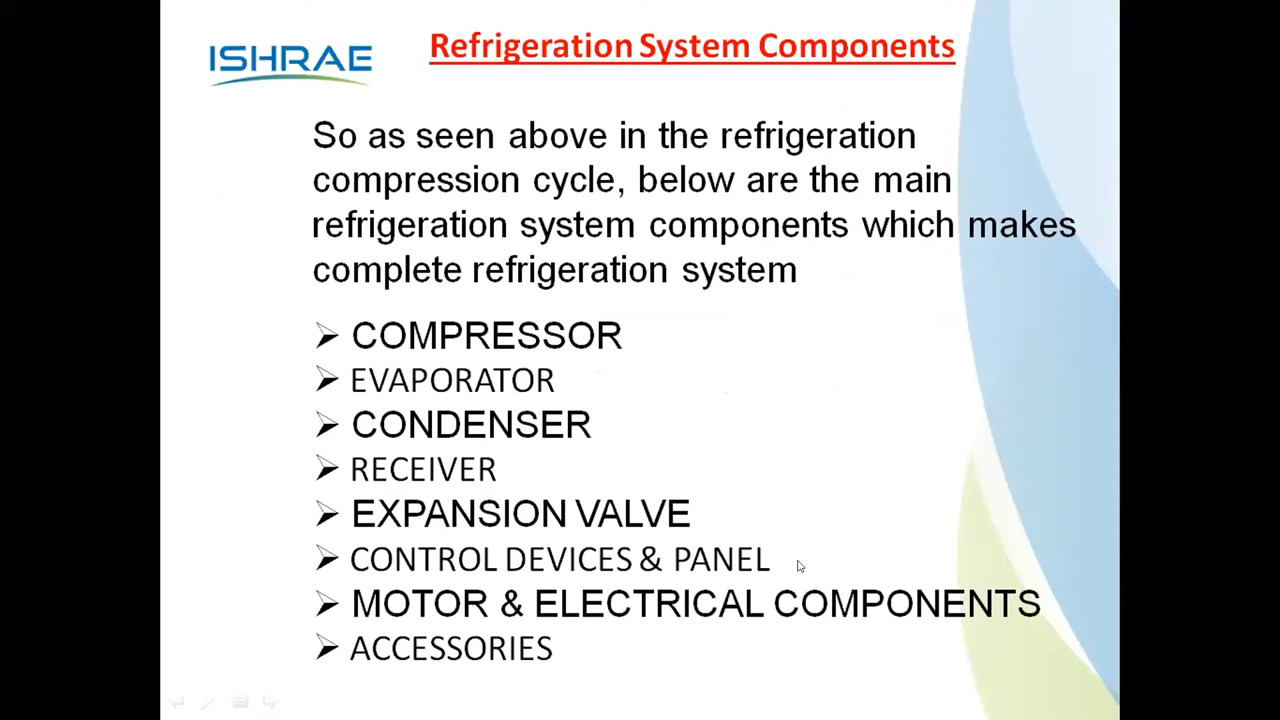 ISHRAE
Refrigeration System Components
So as seen above in the refrigeration
compression cycle, below are the main
refrigeration system components which makes
complete refrigeration system
COMPRESSOR
EVAPORATOR
CONDENSER
RECEIVER
EXPANSION VALVE
CONTROL DEVICES & PANEL
MOTOR & ELECTRICAL COMPONENTS
ACCESSORIES